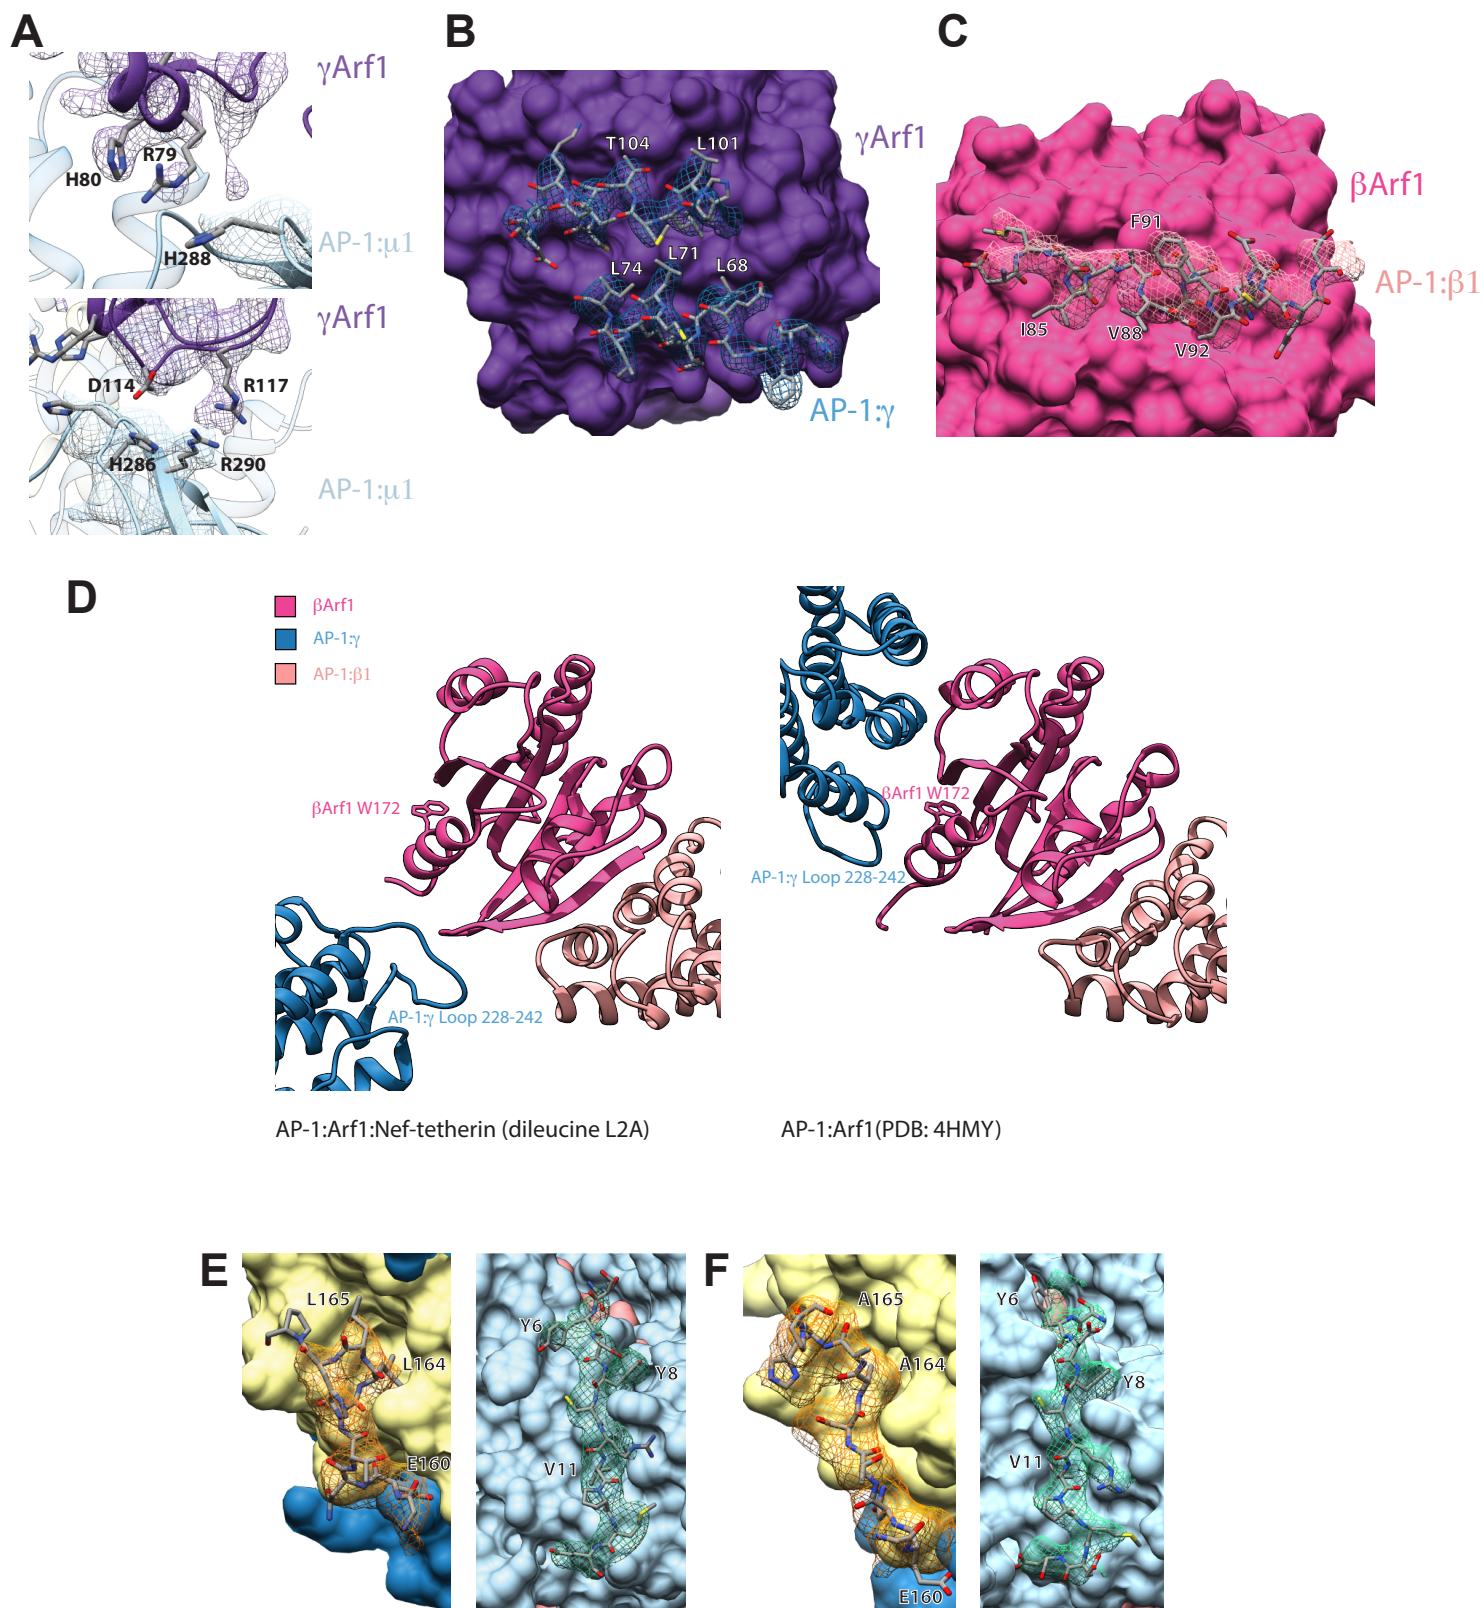 A
γArf1
R79
H80
AP-1:μ1
H288
γArf1
D114
R117
H286
R290
AP-1:μ1
B
T104
L101
γArf1
L71
L74
L68
AP-1:γ
C
βArf1
F91
AP-1:β1
I85
V88
V92
D
βArf1
AP-1:γ
AP-1:β1
βArf1 W172
AP-1:γ Loop 228-242
βArf1 W172
AP-1:γ Loop 228-242
AP-1:Arf1:Nef-tetherin (dileucine L2A)
AP-1:Arf1(PDB: 4HMY)
E
L165
L164
E160
Y6
Y8
V11
F
A165
A164
E160
Y6
Y8
V11